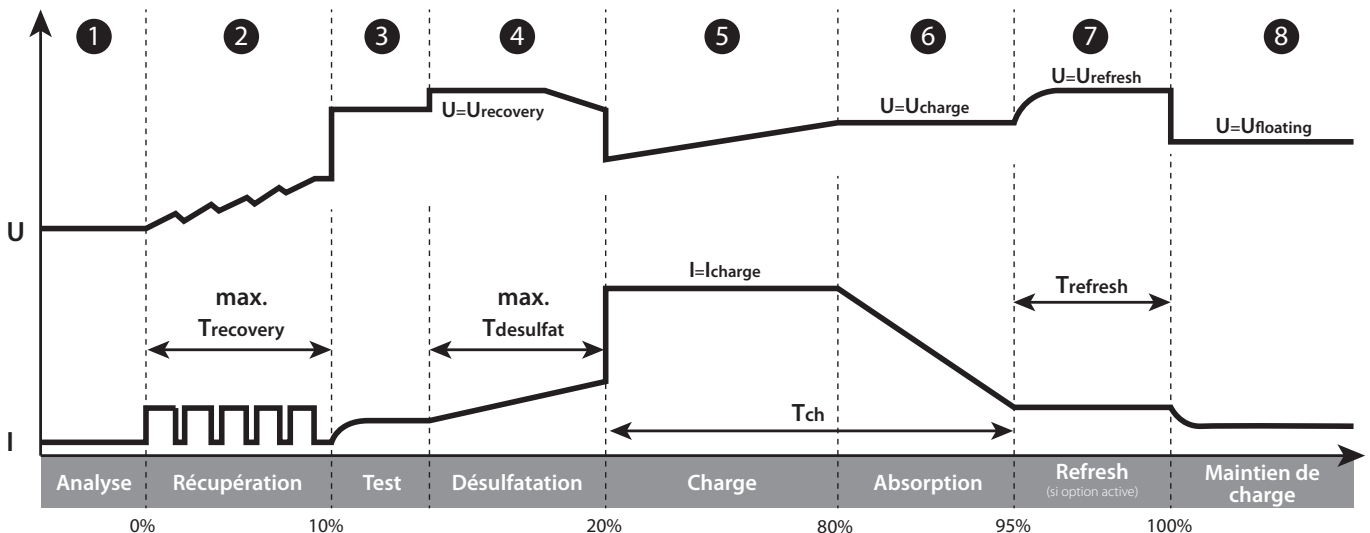 1 2 3 4 5 6 7 8
U=Urefresh
U=Urecovery
U=Ucharge
U=Ufloating
U
I=Icharge
max.
Trecovery
max.
Tdesulfat
Trefresh
Tch
I
Analyse
Récupération
Test
Désulfatation
Charge
Absorption
Refresh
(si option active)
Maintien de
charge
0% 10% 20% 80% 95% 100%